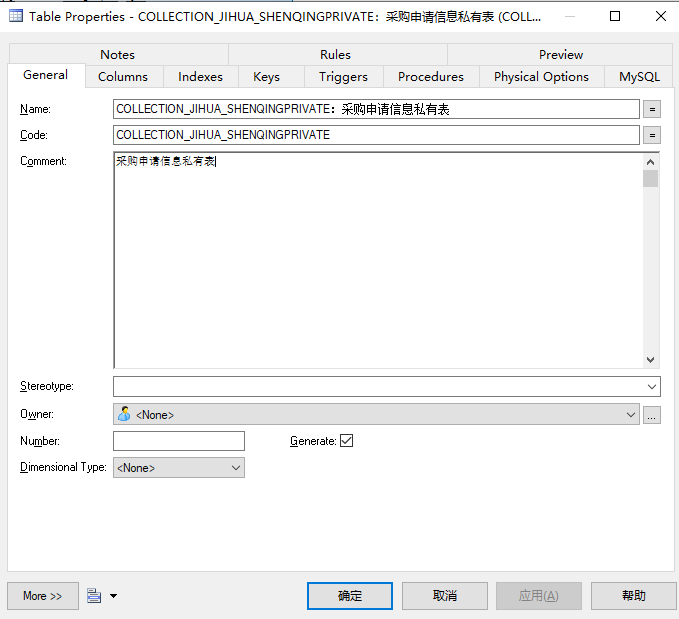 Table Properties - COLLECTION_JIHUA_SHENQINGPRIVATE：采购申请信息私有表 (COLL...
Notes Rules Preview
General Columns Indexes Keys Triggers Procedures Physical Options MySQL
Name: COLLECTION_JIHUA_SHENQINGPRIVATE：采购申请信息私有表 =
Code: COLLECTION_JIHUA_SHENQINGPRIVATE =
Comment: 采购申请信息私有表
Stereotype:
Owner: <None> ...
Number: Generate:
Dimensional Type: <None>
More >> 确定 取消 应用(A) 帮助